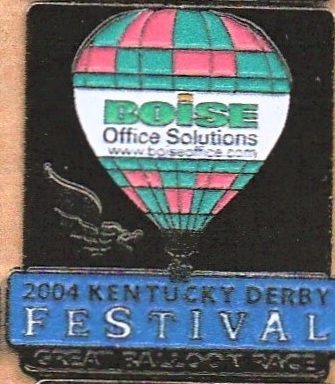 BOISE
Office Solutions
www.boiseoffice.com
2004 KENTUCKY DERBY
FESTIVAL
GREAT BALLOON RACE